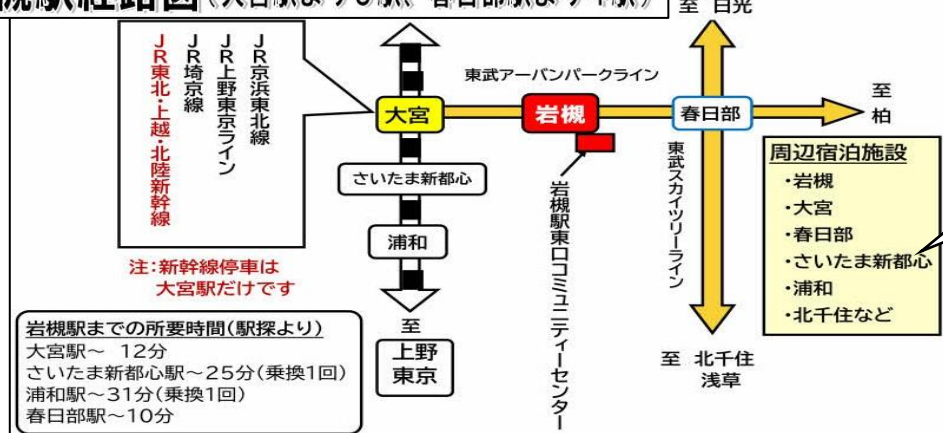 至 日光
JR京浜東北線
JR上野東京ライン
JR埼京線
JR東北・上越・北陸新幹線
注：新幹線停車は
大宮駅だけです
東武アーバンパークライン
大宮
岩槻
春日部
至
柏
さいたま新都心
浦和
至
上野
東京
岩槻駅東口コミュニティーセンター
東武スカイツリーライン
至 北千住
浅草
周辺宿泊施設
・岩槻
・大宮
・春日部
・さいたま新都心
・浦和
・北千住など
岩槻駅までの所要時間(駅探より)
大宮駅～ 12分
さいたま新都心駅～25分(乗換1回)
浦和駅～31分(乗換1回)
春日部駅～10分